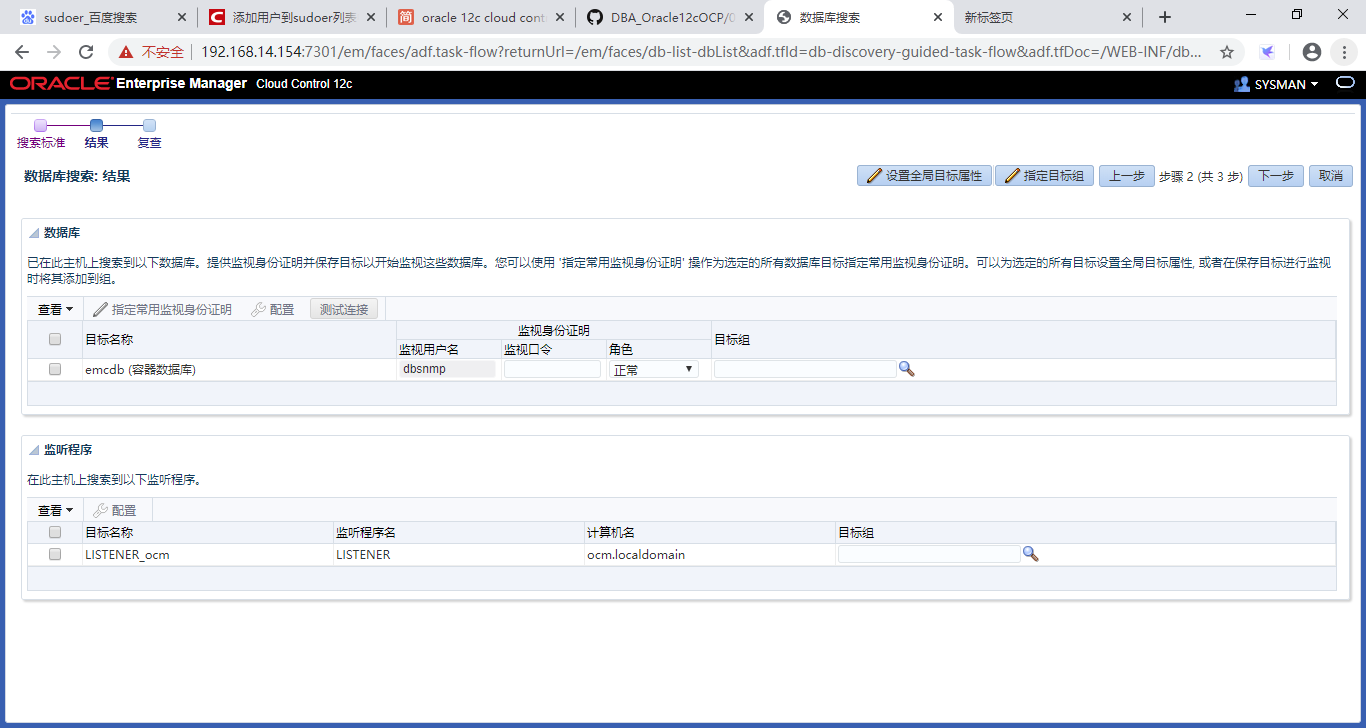 sudoer_百度搜索
添加用户到sudoer列表
简
oracle 12c cloud cont
DBA_Oracle12cOCP/0
数据库搜索
新标签页
不安全
192.168.14.154:7301/em/faces/adf.task-flow?returnUrl=/em/faces/db-list-dbList&adf.tfId=db-discovery-guided-task-flow&adf.tfDoc=/WEB-INF/db...
ORACLE Enterprise Manager Cloud Control 12c
SYSMAN
搜索标准 结果 复查
数据库搜索: 结果
设置全局目标属性 指定目标组 上一步 步骤 2 (共 3 步) 下一步 取消
数据库
已在此主机上搜索到以下数据库。提供监视身份证明并保存目标以开始监视这些数据库。您可以使用 '指定常用监视身份证明' 操作为选定的所有数据库目标指定常用监视身份证明。可以为选定的所有目标设置全局目标属性, 或者在保存目标进行监视
时将其添加到组。
查看 指定常用监视身份证明 配置 测试连接
监视身份证明
目标名称 目标组
监视用户名 监视口令 角色
emcdb (容器数据库) dbsnmp 正常
监听程序
在此主机上搜索到以下监听程序。
查看 配置
目标名称 监听程序名 计算机名 目标组
LISTENER_ocm LISTENER ocm.localdomain